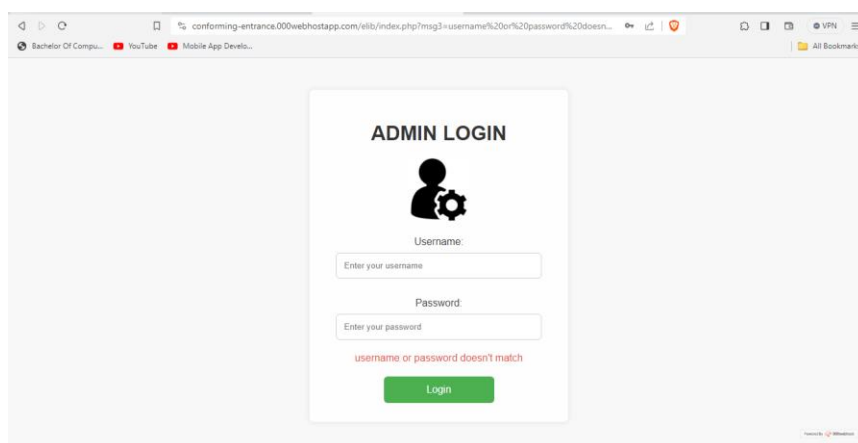 conforming-entrance.000webhostapp.com/elib/index.php?msg3=username%20or%20password%20doesn...
VPN
Bachelor Of Compu... YouTube Mobile App Develo...
All Bookmark
ADMIN LOGIN
Username:
Enter your username
Password:
Enter your password
username or password doesn't match
Login